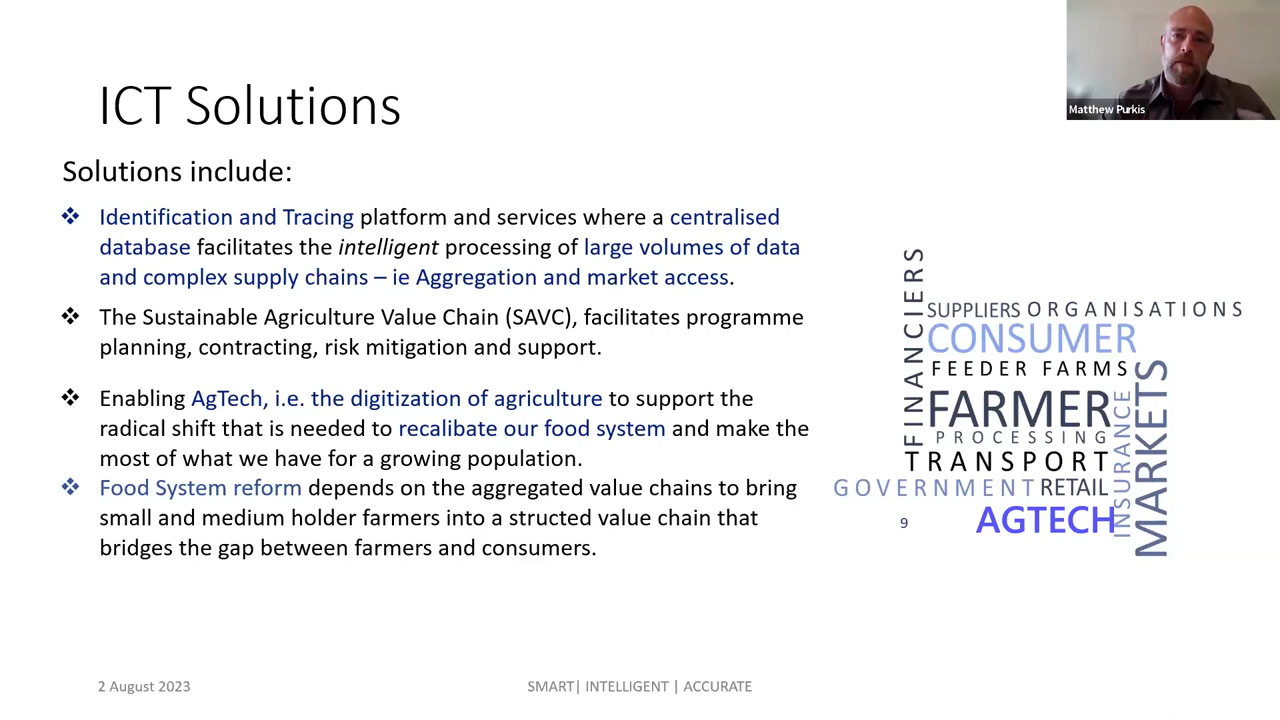 ICT Solutions
Matthew Purkis
Solutions include:
❖ Identification and Tracing platform and services where a centralised
database facilitates the intelligent processing of large volumes of data
and complex supply chains – ie Aggregation and market access.
❖ The Sustainable Agriculture Value Chain (SAVC), facilitates programme
planning, contracting, risk mitigation and support.
❖ Enabling AgTech, i.e. the digitization of agriculture to support the
radical shift that is needed to recalibate our food system and make the
most of what we have for a growing population.
❖ Food System reform depends on the aggregated value chains to bring
small and medium holder farmers into a structed value chain that
bridges the gap between farmers and consumers.
FINANCIERS
SUPPLIERS ORGANISATIONS
CONSUMER
FEEDER FARMS
FARMER
PROCESSING
TRANSPORT
GOVERNMENT RETAIL
AGTECH
INSURANCE
MARKETS
9
2 August 2023
SMART| INTELLIGENT | ACCURATE